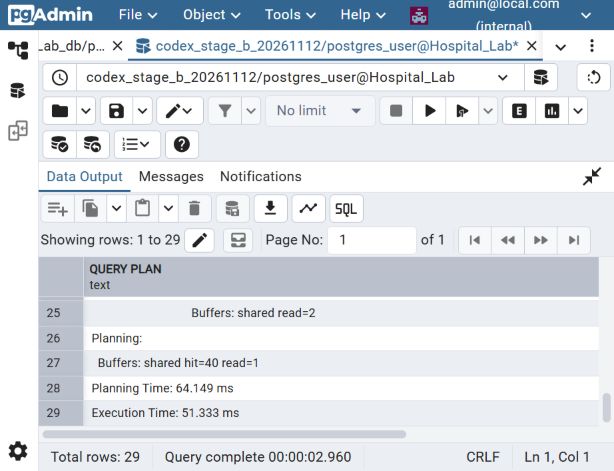 pgAdmin File Object Tools Help admin@local.com (internal)
_ab_db/p... codex_stage_b_20261112/postgres_user@Hospital_Lab*
codex_stage_b_20261112/postgres_user@Hospital_Lab
No limit
E
Data Output Messages Notifications
SQL
Showing rows: 1 to 29 Page No: 1 of 1
QUERY PLAN
text
25 Buffers: shared read=2
26 Planning:
27 Buffers: shared hit=40 read=1
28 Planning Time: 64.149 ms
29 Execution Time: 51.333 ms
Total rows: 29 Query complete 00:00:02.960 CRLF Ln 1, Col 1